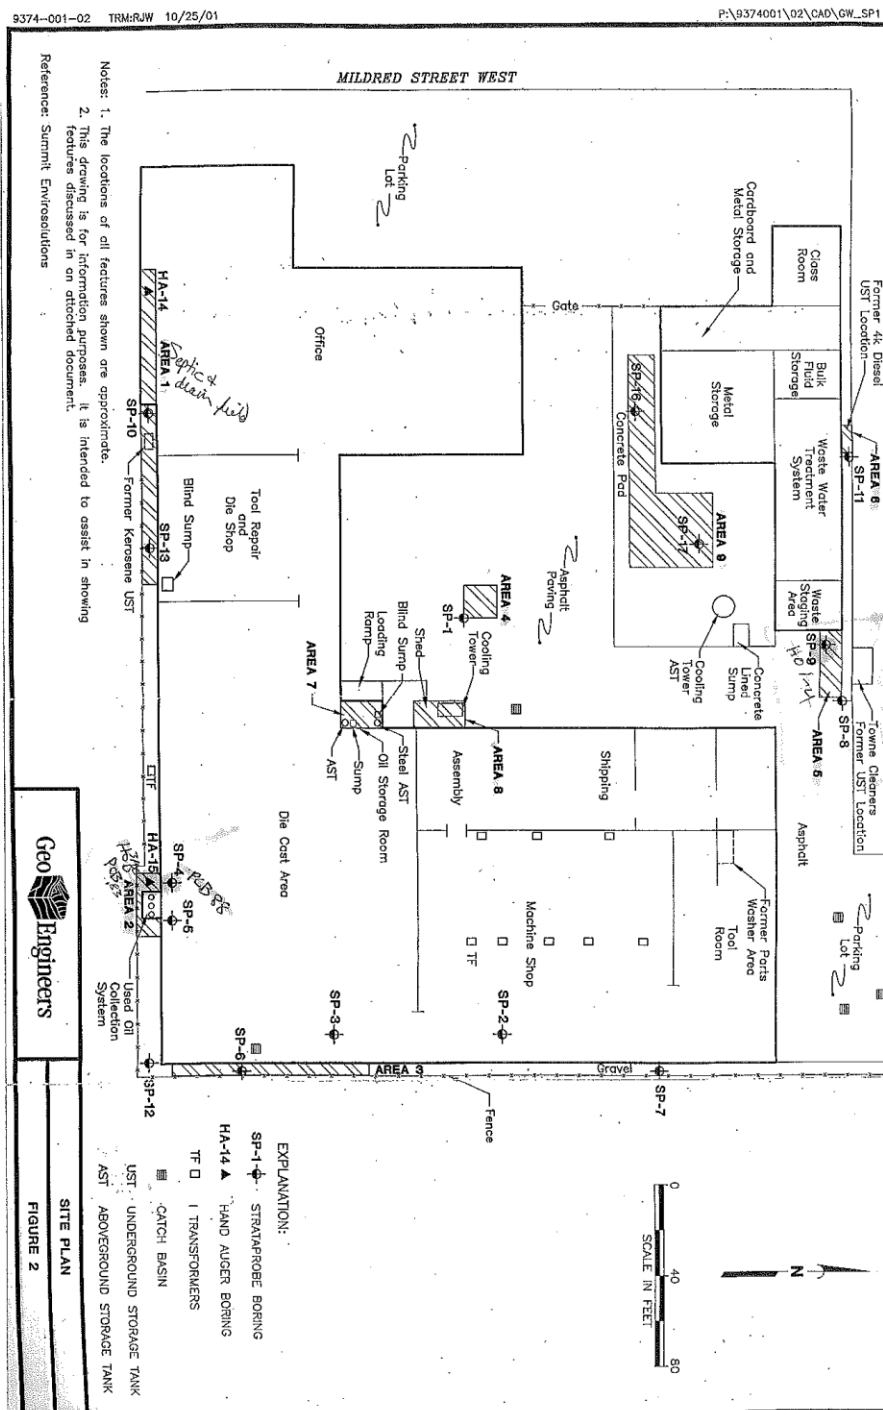 9374-001-02 TRM:RJW 10/25/01
P:\9374001\02\CAD\GW_SP1
MILDRED STREET WEST
Parking
Lot
Cardboard and
Metal Storage
Class
Room
Former 4k Diesel
UST Location
AREA 6
SP-11
Gate
Bulk
Fluid
Storage
Metal
Storage
Waste Water
Treatment
System
Waste
Staging
Area
SP-16
Concrete Pad
AREA 9
SP-17
Cooling
Tower
AST
Concrete
Lined
Sump
SP-9
SP-8
AREA 5
Towne Cleaners
Former UST Location
Asphalt
Parking
Lot
Asphalt
Paving
AREA 4
SP-1
Cooling
Tower
Shed
Blind Sump
Loading
Ramp
AREA 7
AREA 8
Steel AST
Oil Storage Room
Sump
AST
Office
HA-14
AREA 1
Septic &
drain field
SP-10
Former Kerosene UST
Tool Repair
and
Die Shop
Blind Sump
SP-13
Assembly
Shipping
Former Parts
Washer Area
Tool
Room
Machine Shop
TF
Die Cast Area
TF
HA-15
SP-4
SP-5
AREA 2
Used Oil
Collection
System
SP-3
SP-2
SP-6
AREA 3
Gravel
SP-7
SP-12
Fence
Notes: 1. The locations of all features shown are approximate.
2. This drawing is for information purposes. It is intended to assist in showing
features discussed in an attached document.
Reference: Summit Envirosolutions
EXPLANATION:
SP-1 STRATAPROBE BORING
HA-14 HAND AUGER BORING
TF TRANSFORMERS
CATCH BASIN
UST UNDERGROUND STORAGE TANK
AST ABOVEGROUND STORAGE TANK
N
0 40 80
SCALE IN FEET
Geo Engineers
SITE PLAN
FIGURE 2